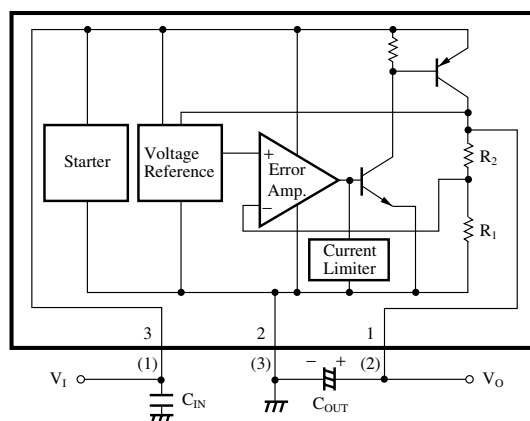 Starter
Voltage
Reference
+
Error
Amp.
−
R2
R1
Current
Limiter
3
2
1
(1)
(3)
(2)
− +
VI
CIN
COUT
VO